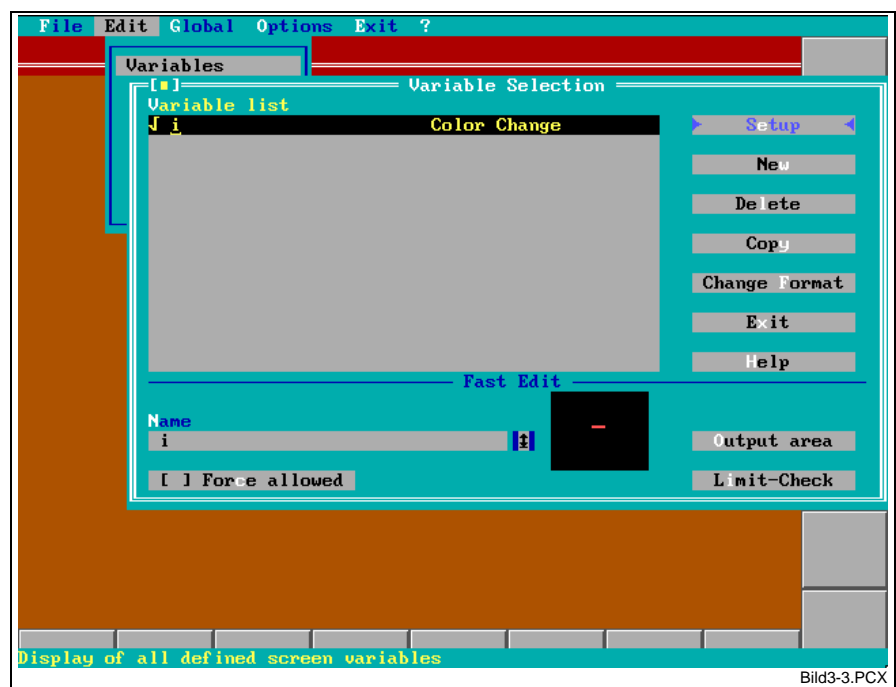 File Edit Global Options Exit ?
Variables
[■] Variable Selection
Variable list
√ i Color Change
Setup
New
Delete
Copy
Change Format
Exit
Help
Fast Edit
Name
i
Output area
[ ] Force allowed
Limit-Check
Display of all defined screen variables
Bild3-3.PCX